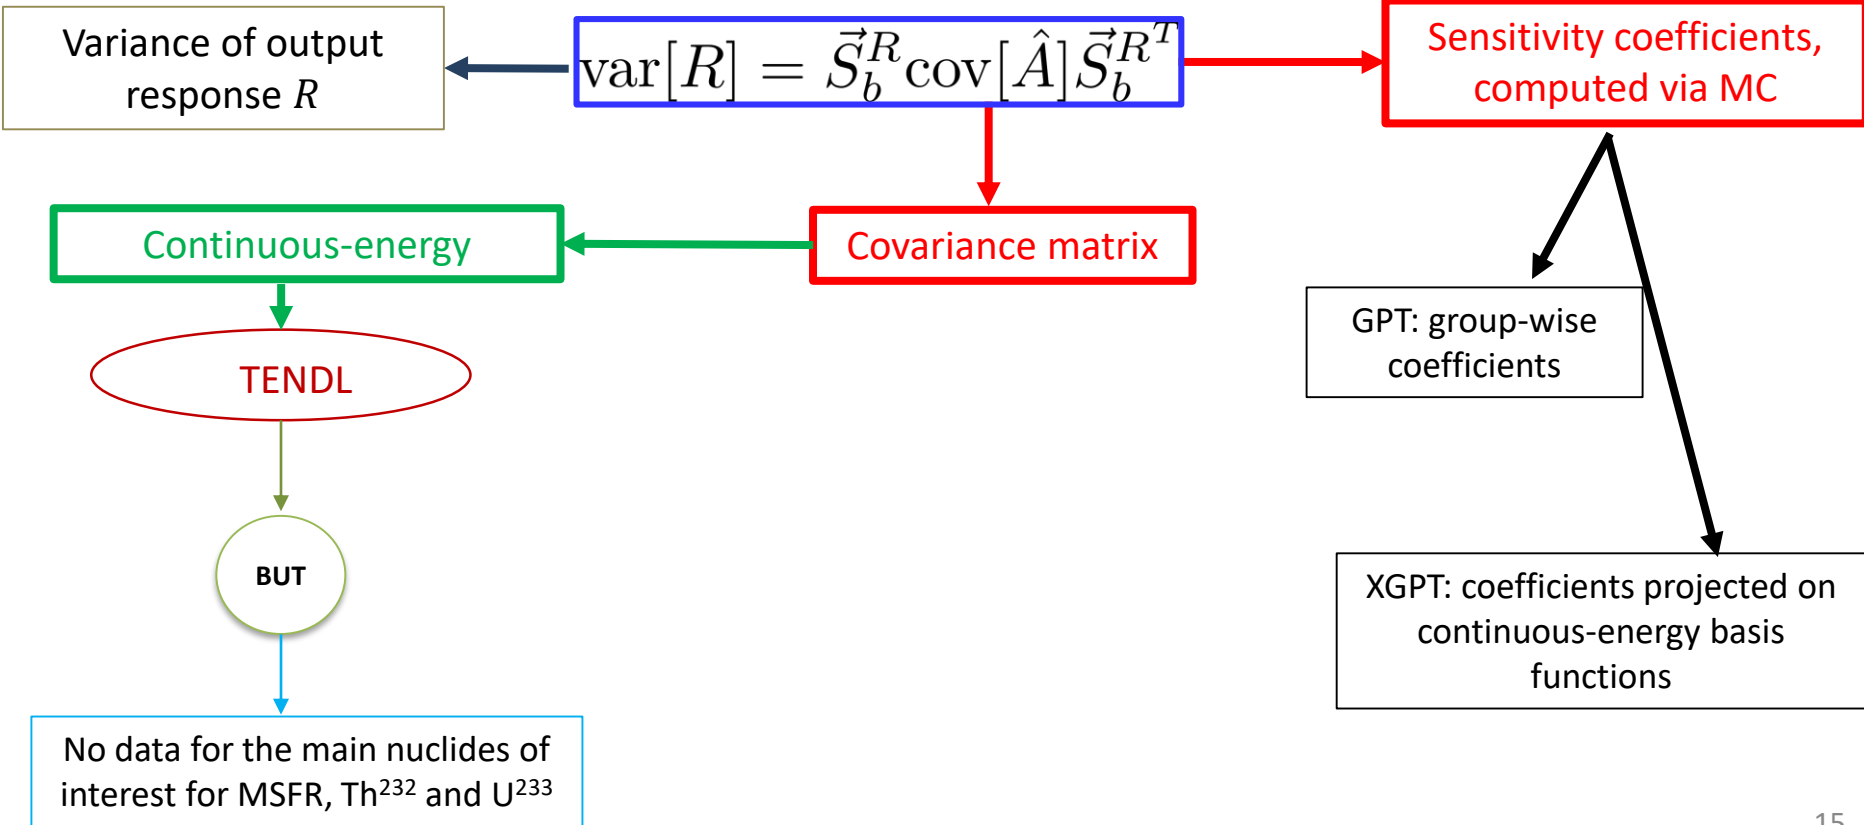 Variance of output
response R
var[R] = S⃗_b^R cov[Â] S⃗_b^{R^T}
Sensitivity coefficients,
computed via MC
Continuous-energy
Covariance matrix
GPT: group-wise
coefficients
TENDL
BUT
XGPT: coefficients projected on
continuous-energy basis
functions
No data for the main nuclides of
interest for MSFR, Th²³² and U²³³
15